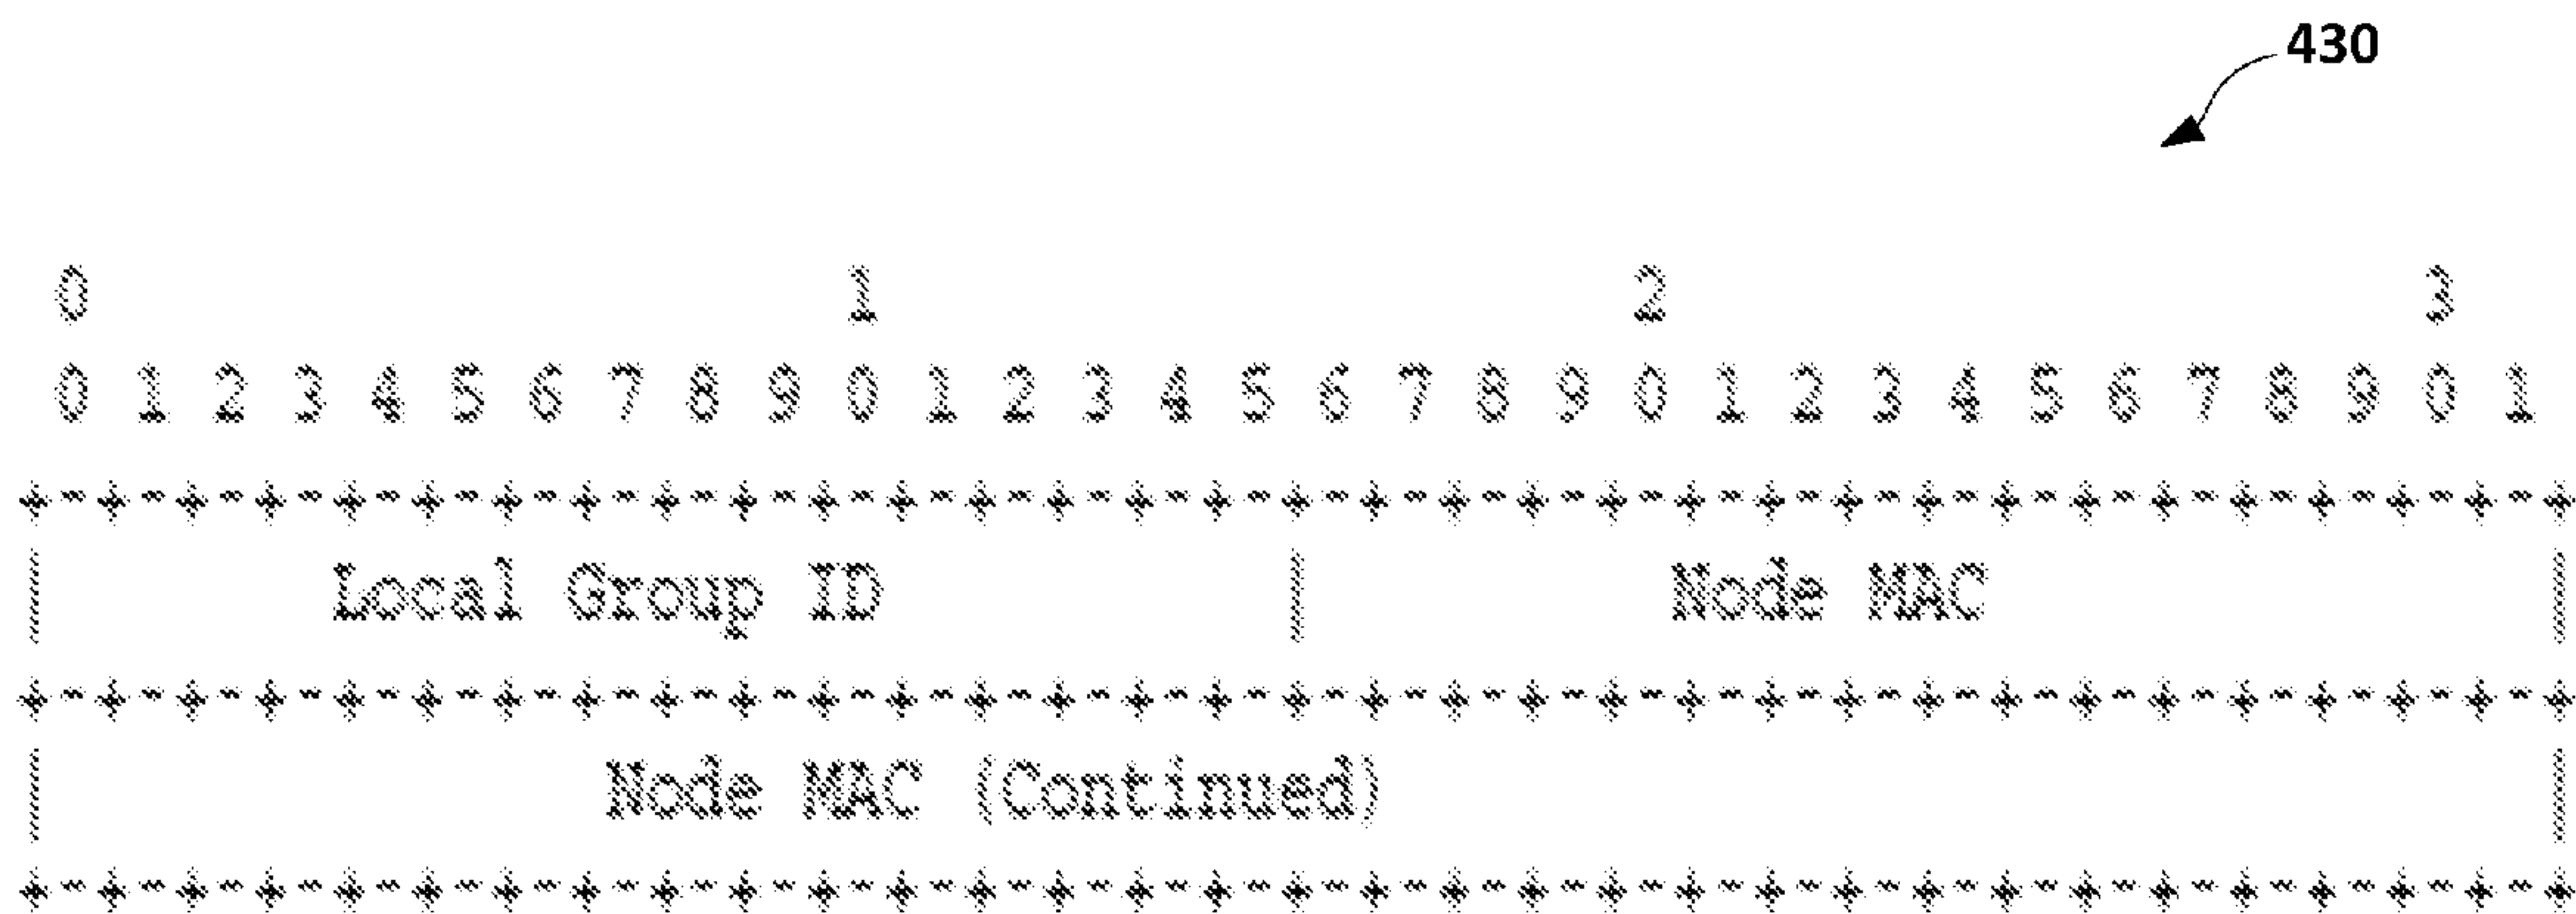 430
 0                   1                   2                   3
 0 1 2 3 4 5 6 7 8 9 0 1 2 3 4 5 6 7 8 9 0 1 2 3 4 5 6 7 8 9 0 1
+-+-+-+-+-+-+-+-+-+-+-+-+-+-+-+-+-+-+-+-+-+-+-+-+-+-+-+-+-+-+-+-+
|       Local Group ID          |         Node MAC              |
+-+-+-+-+-+-+-+-+-+-+-+-+-+-+-+-+-+-+-+-+-+-+-+-+-+-+-+-+-+-+-+-+
|              Node MAC (Continued)                             |
+-+-+-+-+-+-+-+-+-+-+-+-+-+-+-+-+-+-+-+-+-+-+-+-+-+-+-+-+-+-+-+-+